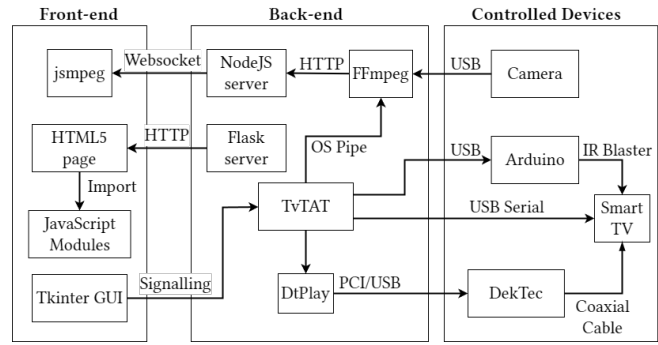 Front-end
Back-end
Controlled Devices
jsmpeg
Websocket
NodeJS
server
HTTP
FFmpeg
USB
Camera
HTML5
page
HTTP
Flask
server
OS Pipe
USB
Arduino
IR Blaster
Import
JavaScript
Modules
TvTAT
USB Serial
Smart
TV
Tkinter GUI
Signalling
DtPlay
PCI/USB
DekTec
Coaxial
Cable